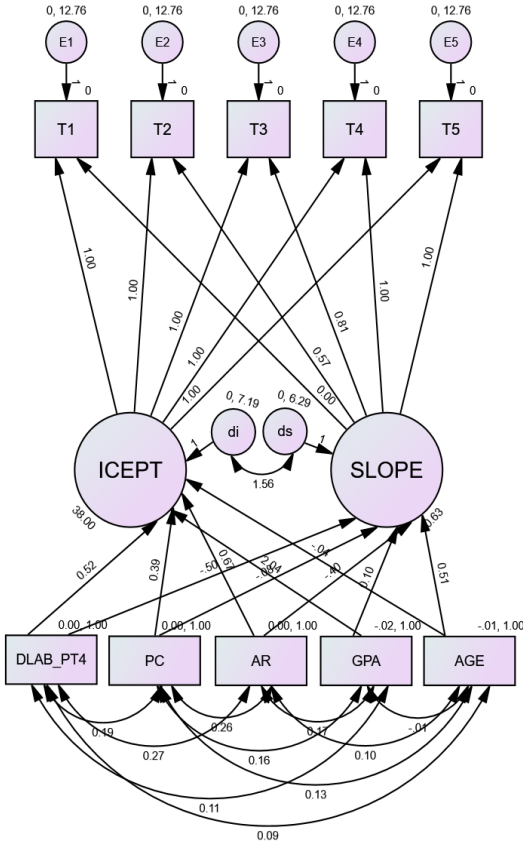 0, 12.76 0, 12.76 0, 12.76 0, 12.76 0, 12.76
E1 E2 E3 E4 E5
1 1 1 1 1
0 0 0 0 0
T1 T2 T3 T4 T5
1.00 1.00 1.00 1.00 1.00 0.00 0.57 0.81 1.00 1.00
0, 7.19 0, 6.29
di ds
1 1
1.56
ICEPT SLOPE
38.00 0.63
0.52 -.50 0.39 0.67 2.04 -.04 -.40 0.10 0.51
0.00, 1.00 0.00, 1.00 0.00, 1.00 -.02, 1.00 -.01, 1.00
DLAB_PT4 PC AR GPA AGE
0.19 0.26 0.17 -.01
0.27 0.16 0.10
0.11 0.13
0.09